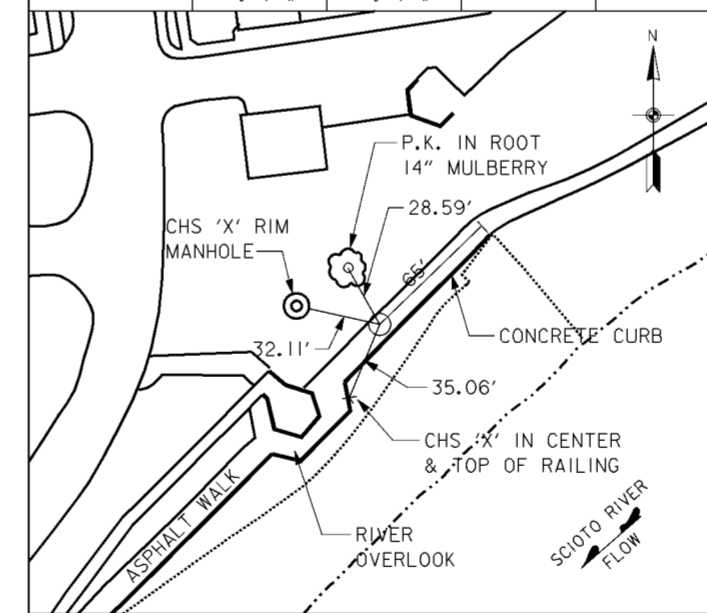 N
P.K. IN ROOT
14" MULBERRY
28.59'
CHS 'X' RIM
MANHOLE
65'
32.11'
CONCRETE CURB
35.06'
CHS 'X' IN CENTER
& TOP OF RAILING
ASPHALT WALK
RIVER
OVERLOOK
SCIOTO RIVER
FLOW